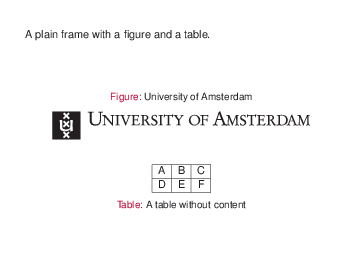 A plain frame with a figure and a table.
Figure: University of Amsterdam
UNIVERSITY OF AMSTERDAM
A B C
D E F
Table: A table without content